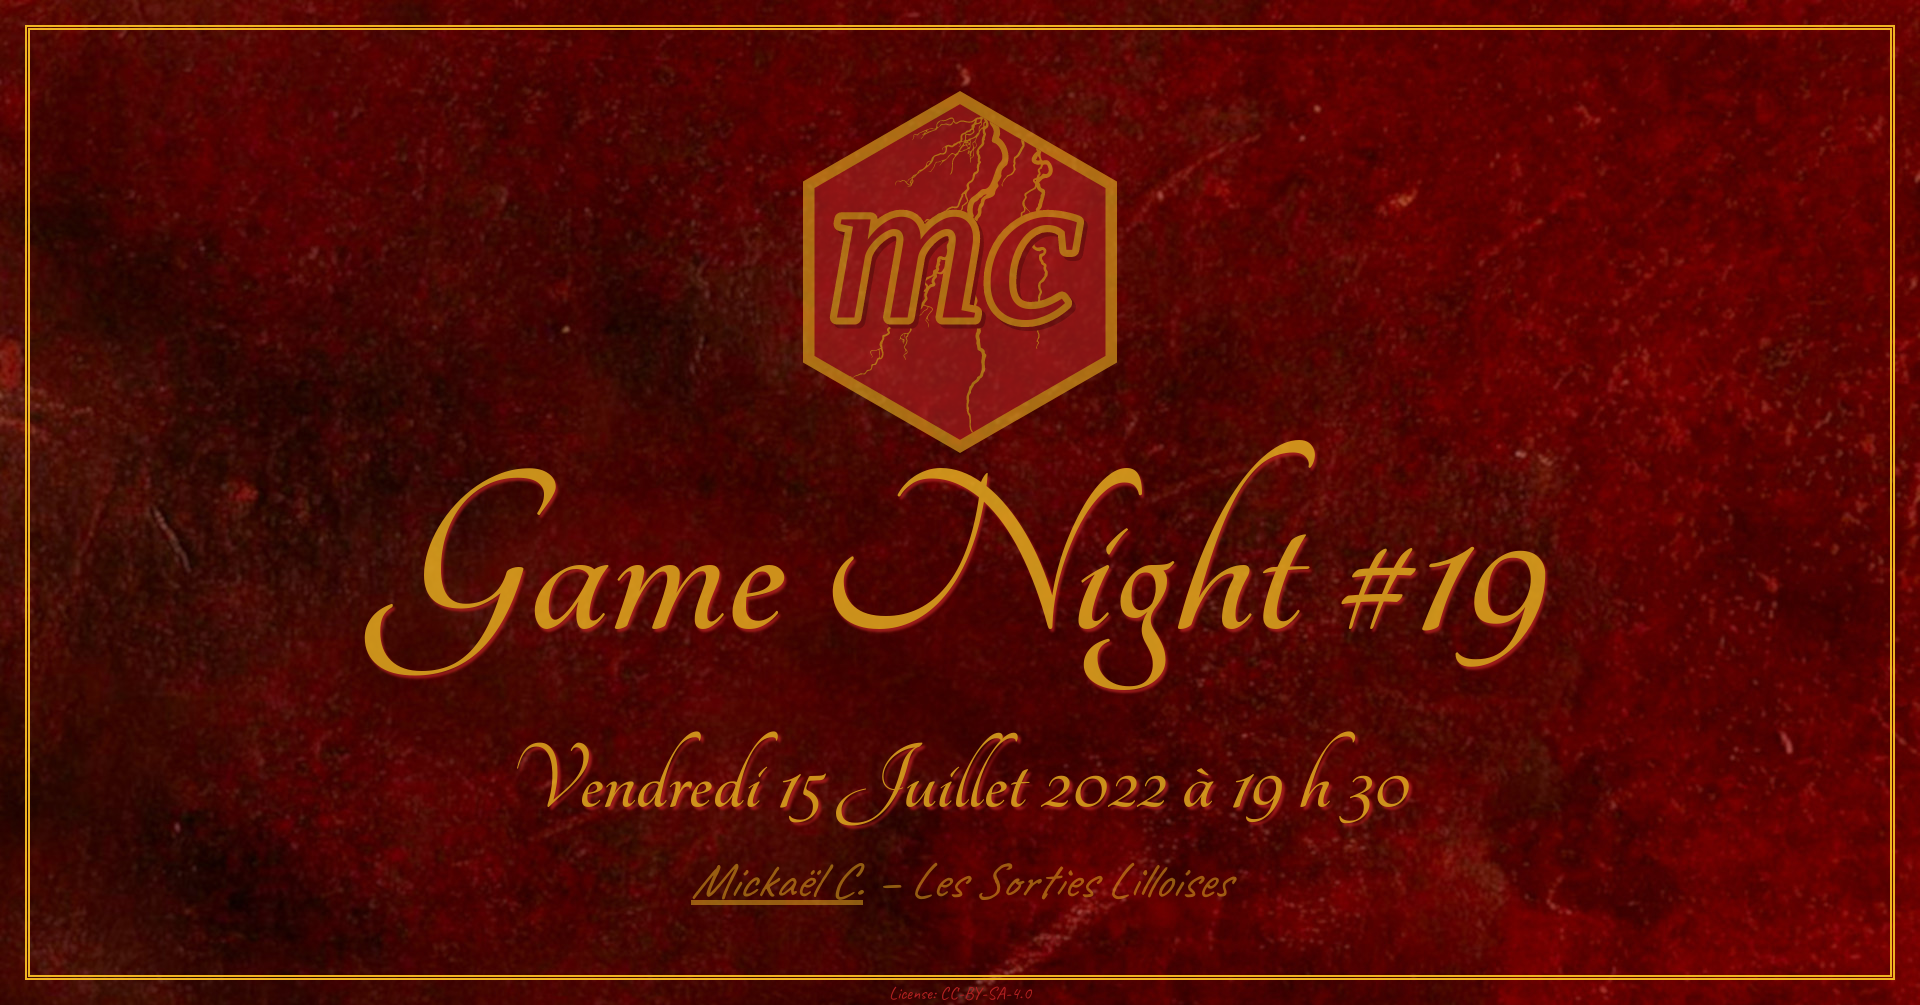 mc
Game Night #19
Vendredi 15 Juillet 2022 à 19 h 30
Mickaël C. – Les Sorties Lilloises
License: CC-BY-SA-4.0